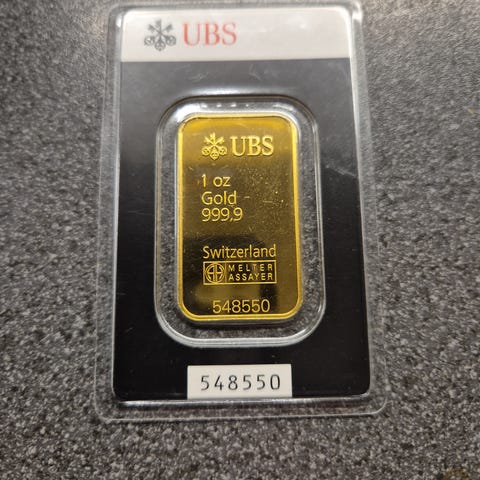 UBS
UBS
1 oz
Gold
999,9
Switzerland
MELTER
ASSAYER
548550
548550